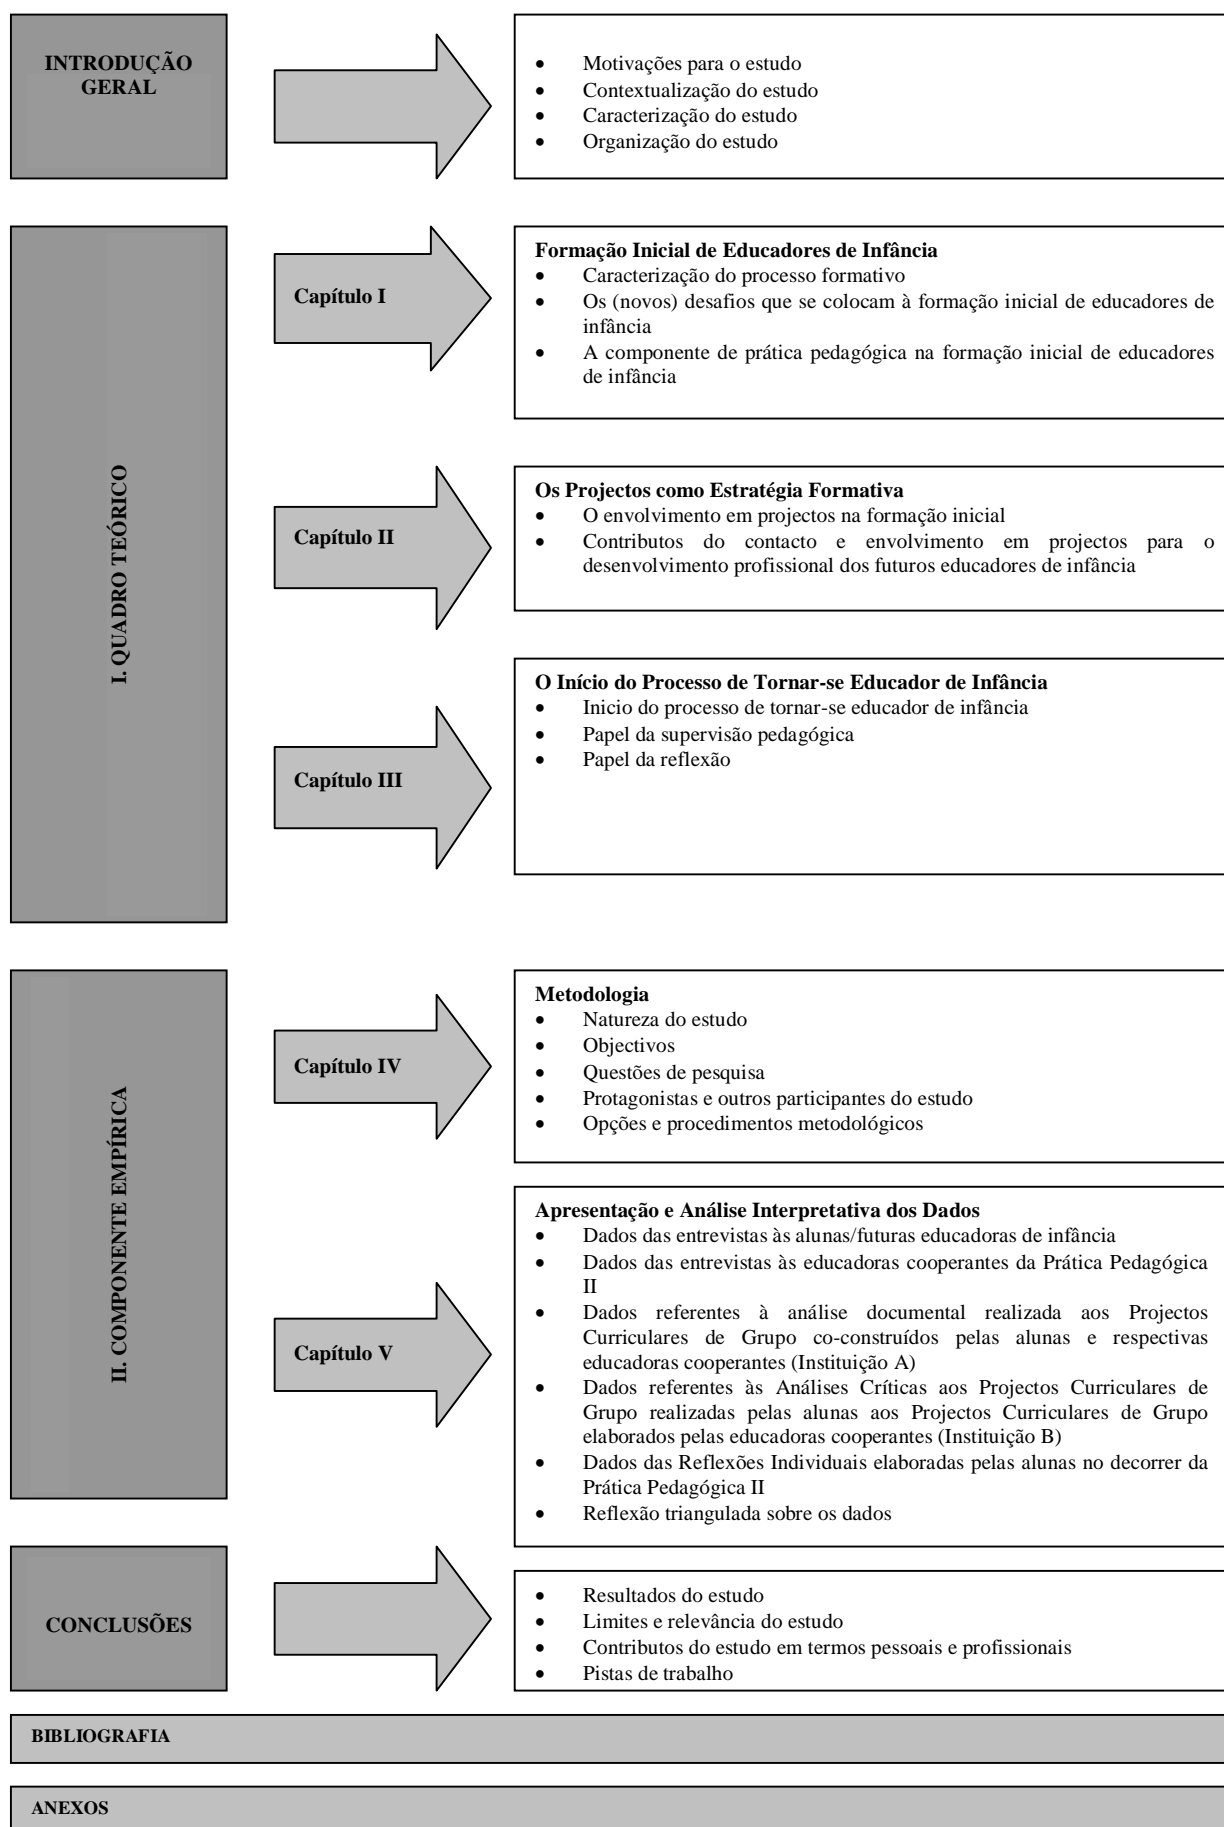 INTRODUÇÃO
GERAL
• Motivações para o estudo
• Contextualização do estudo
• Caracterização do estudo
• Organização do estudo
I. QUADRO TEÓRICO
Capítulo I
Formação Inicial de Educadores de Infância
• Caracterização do processo formativo
• Os (novos) desafios que se colocam à formação inicial de educadores de
infância
• A componente de prática pedagógica na formação inicial de educadores
de infância
Capítulo II
Os Projectos como Estratégia Formativa
• O envolvimento em projectos na formação inicial
• Contributos do contacto e envolvimento em projectos para o
desenvolvimento profissional dos futuros educadores de infância
Capítulo III
O Início do Processo de Tornar-se Educador de Infância
• Inicio do processo de tornar-se educador de infância
• Papel da supervisão pedagógica
• Papel da reflexão
II. COMPONENTE EMPÍRICA
Capítulo IV
Metodologia
• Natureza do estudo
• Objectivos
• Questões de pesquisa
• Protagonistas e outros participantes do estudo
• Opções e procedimentos metodológicos
Capítulo V
Apresentação e Análise Interpretativa dos Dados
• Dados das entrevistas às alunas/futuras educadoras de infância
• Dados das entrevistas às educadoras cooperantes da Prática Pedagógica
II
• Dados referentes à análise documental realizada aos Projectos
Curriculares de Grupo co-construídos pelas alunas e respectivas
educadoras cooperantes (Instituição A)
• Dados referentes às Análises Críticas aos Projectos Curriculares de
Grupo realizadas pelas alunas aos Projectos Curriculares de Grupo
elaborados pelas educadoras cooperantes (Instituição B)
• Dados das Reflexões Individuais elaboradas pelas alunas no decorrer da
Prática Pedagógica II
• Reflexão triangulada sobre os dados
CONCLUSÕES
• Resultados do estudo
• Limites e relevância do estudo
• Contributos do estudo em termos pessoais e profissionais
• Pistas de trabalho
BIBLIOGRAFIA
ANEXOS